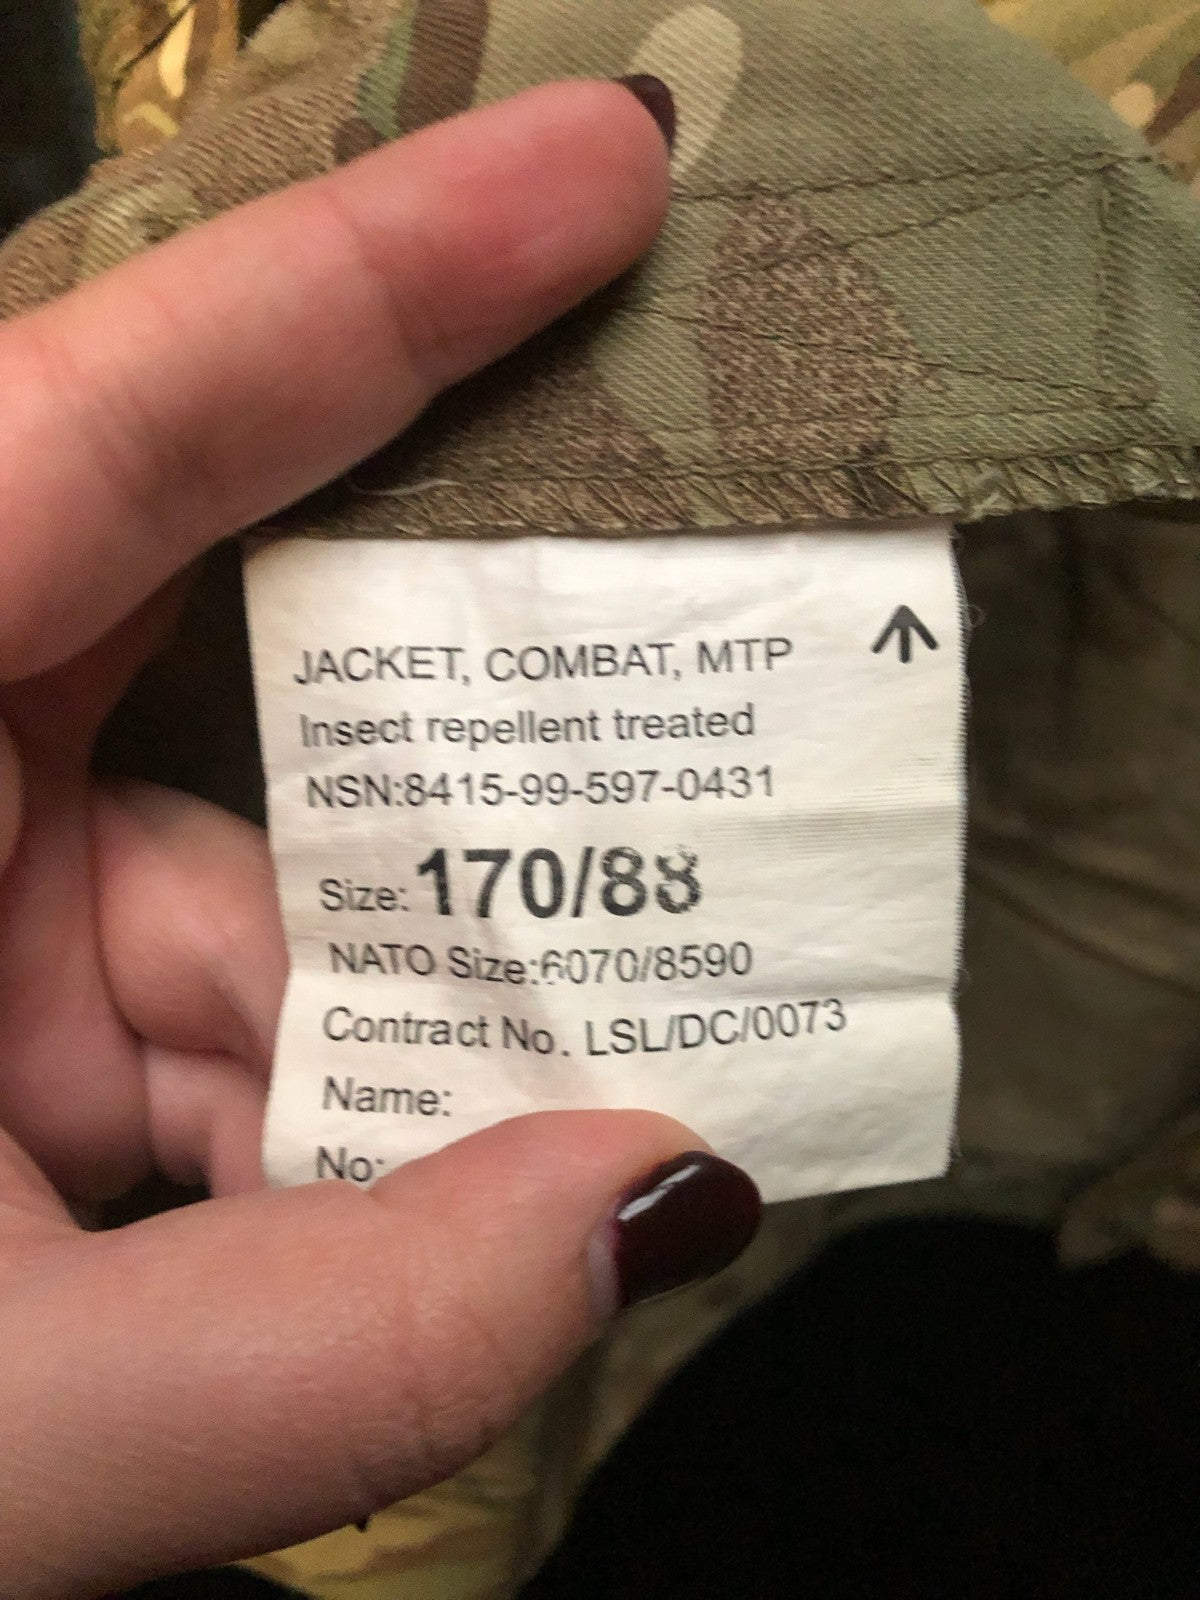 JACKET, COMBAT, MTP
Insect repellent treated
NSN:8415-99-597-0431
Size: 170/88
NATO Size:6070/8590
Contract No. LSL/DC/0073
Name:
No: